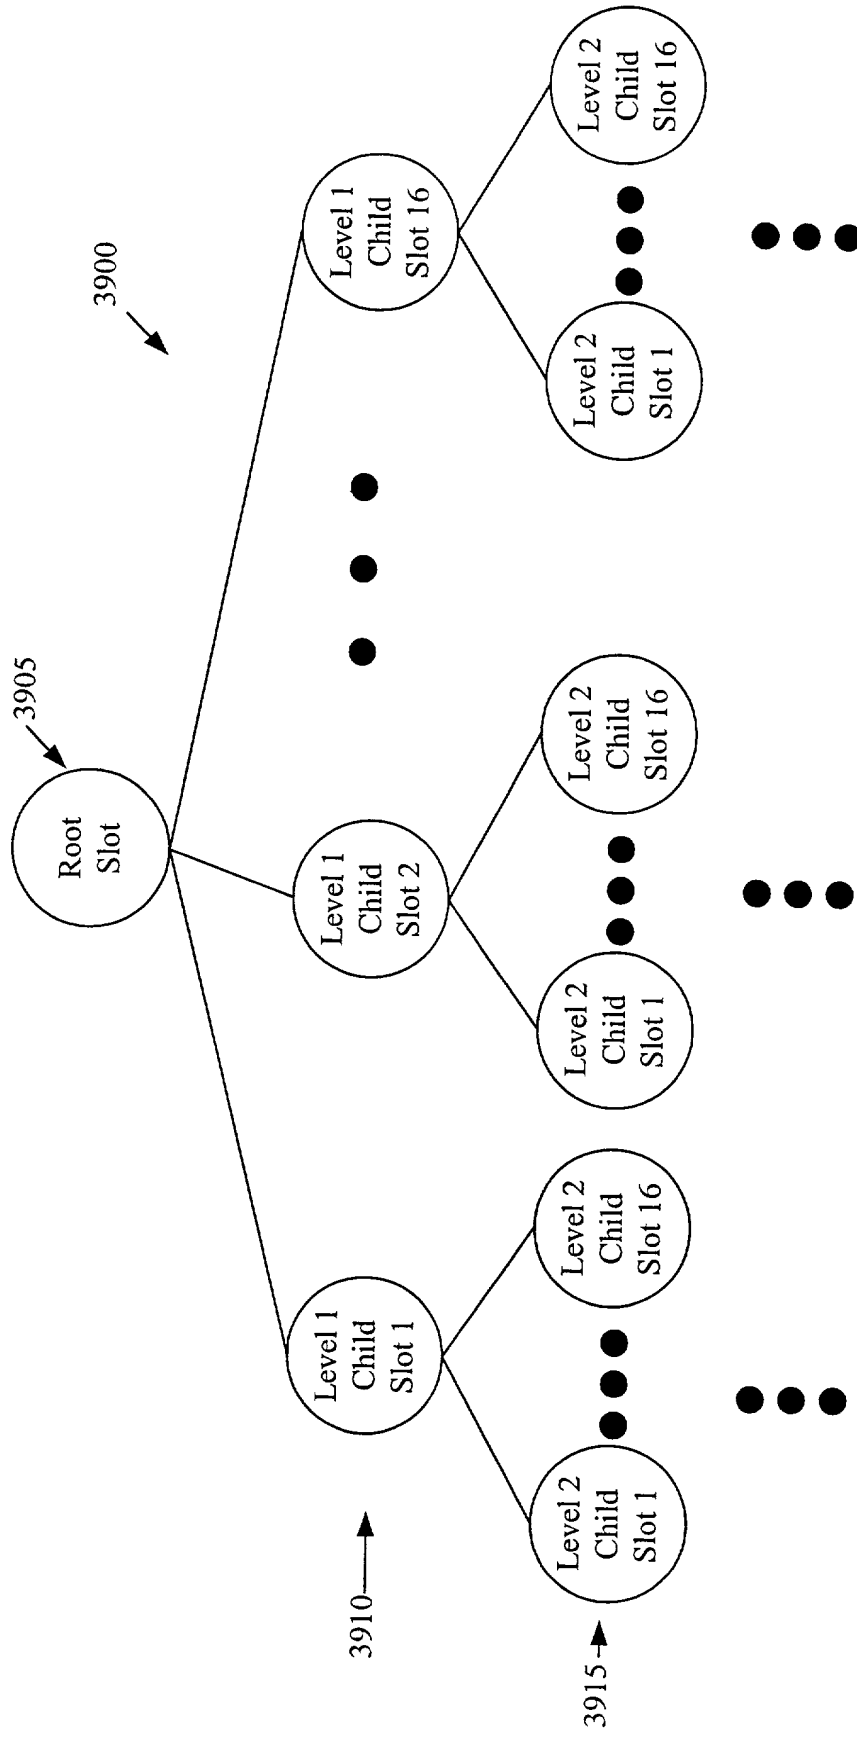 3900
3905
Root
Slot
3910
Level 1
Child
Slot 1
Level 1
Child
Slot 2
Level 1
Child
Slot 16
3915
Level 2
Child
Slot 1
Level 2
Child
Slot 16
Level 2
Child
Slot 1
Level 2
Child
Slot 16
Level 2
Child
Slot 1
Level 2
Child
Slot 16